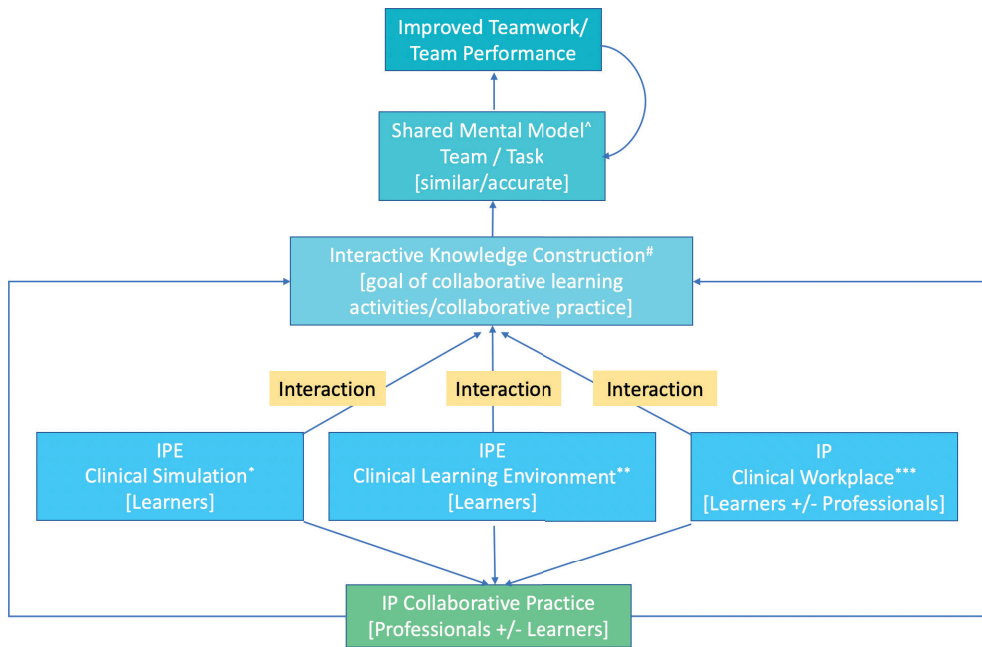 Improved Teamwork/
Team Performance
Shared Mental Model^
Team / Task
[similar/accurate]
Interactive Knowledge Construction#
[goal of collaborative learning
activities/collaborative practice]
Interaction
Interaction
Interaction
IPE
Clinical Simulation*
[Learners]
IPE
Clinical Learning Environment**
[Learners]
IP
Clinical Workplace***
[Learners +/- Professionals]
IP Collaborative Practice
[Professionals +/- Learners]